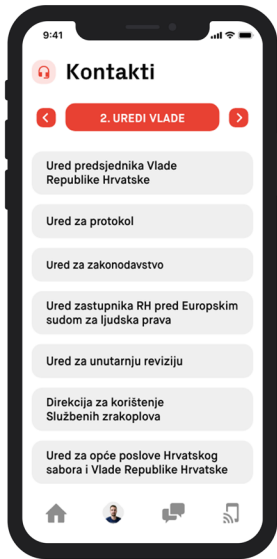 9:41
Kontakti
2. UREDI VLADE
Ured predsjednika Vlade
Republike Hrvatske
Ured za protokol
Ured za zakonodavstvo
Ured zastupnika RH pred Europskim
sudom za ljudska prava
Ured za unutarnju reviziju
Direkcija za korištenje
Službenih zrakoplova
Ured za opće poslove Hrvatskog
sabora i Vlade Republike Hrvatske